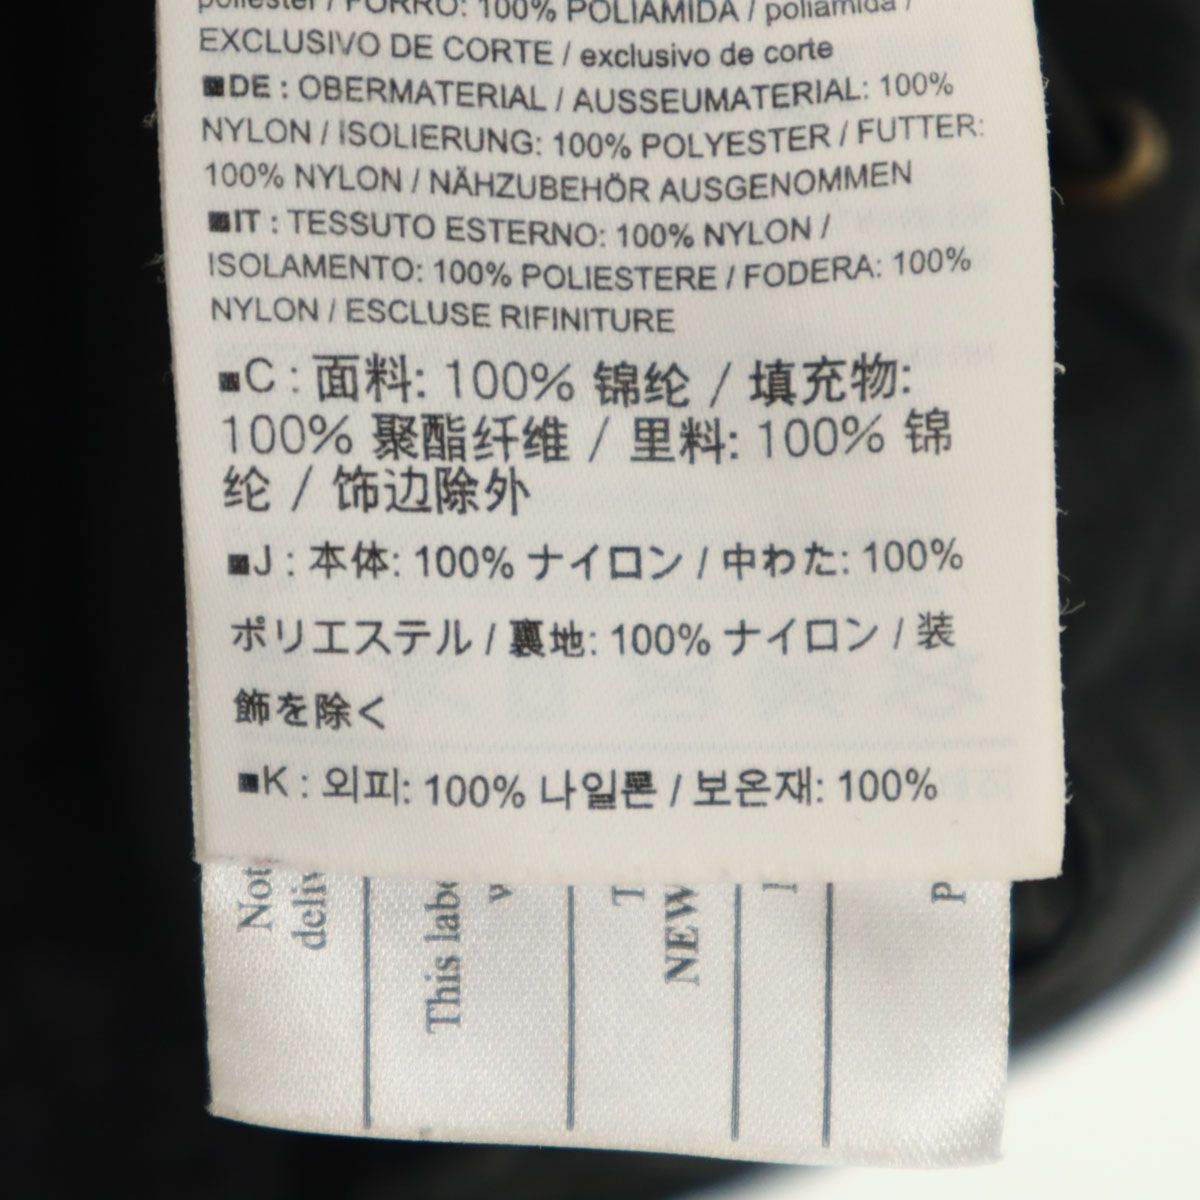 poliester / FORRO: 100% POLIAMIDA / poliamida /
EXCLUSIVO DE CORTE / exclusivo de corte
■DE : OBERMATERIAL / AUSSEUMATERIAL: 100%
NYLON / ISOLIERUNG: 100% POLYESTER / FUTTER:
100% NYLON / NÄHZUBEHÖR AUSGENOMMEN
■IT : TESSUTO ESTERNO: 100% NYLON /
ISOLAMENTO: 100% POLIESTERE / FODERA: 100%
NYLON / ESCLUSE RIFINITURE
■C : 面料: 100% 锦纶 / 填充物:
100% 聚酯纤维 / 里料: 100% 锦
纶 / 饰边除外
■J : 本体: 100% ナイロン / 中わた: 100%
ポリエステル / 裏地: 100% ナイロン / 装
飾を除く
■K : 외피: 100% 나일론 / 보온재: 100%
This
NEW